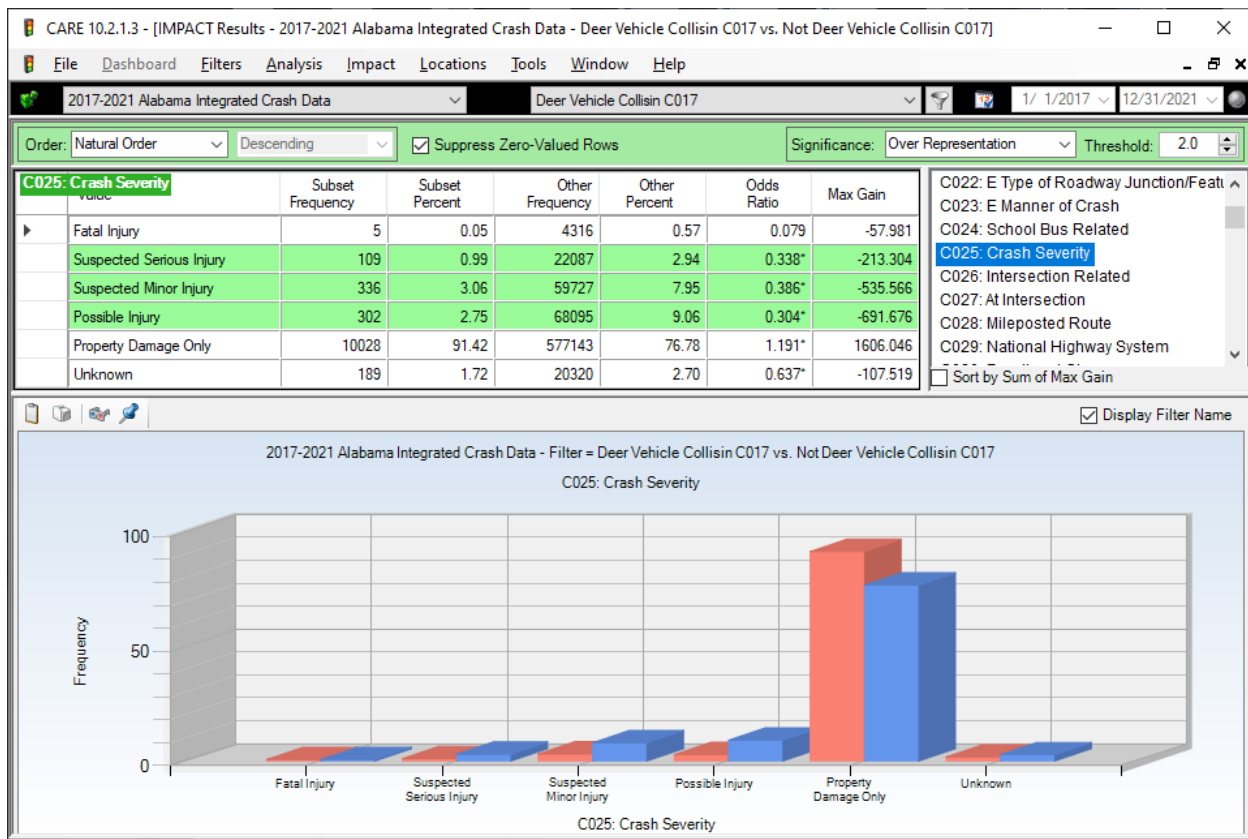 CARE 10.2.1.3 - [IMPACT Results - 2017-2021 Alabama Integrated Crash Data - Deer Vehicle Collisin C017 vs. Not Deer Vehicle Collisin C017]
File Dashboard Filters Analysis Impact Locations Tools Window Help
2017-2021 Alabama Integrated Crash Data Deer Vehicle Collisin C017 1/ 1/2017 12/31/2021
Order: Natural Order Descending Suppress Zero-Valued Rows Significance: Over Representation Threshold: 2.0
C025: Crash Severity Subset Frequency Subset Percent Other Frequency Other Percent Odds Ratio Max Gain
Fatal Injury 5 0.05 4316 0.57 0.079 -57.981
Suspected Serious Injury 109 0.99 22087 2.94 0.338* -213.304
Suspected Minor Injury 336 3.06 59727 7.95 0.386* -535.566
Possible Injury 302 2.75 68095 9.06 0.304* -691.676
Property Damage Only 10028 91.42 577143 76.78 1.191* 1606.046
Unknown 189 1.72 20320 2.70 0.637* -107.519
C022: E Type of Roadway Junction/Featu
C023: E Manner of Crash
C024: School Bus Related
C025: Crash Severity
C026: Intersection Related
C027: At Intersection
C028: Mileposted Route
C029: National Highway System
Sort by Sum of Max Gain
Display Filter Name
2017-2021 Alabama Integrated Crash Data - Filter = Deer Vehicle Collisin C017 vs. Not Deer Vehicle Collisin C017
C025: Crash Severity
Frequency
100
50
0
Fatal Injury
Suspected
Serious Injury
Suspected
Minor Injury
Possible Injury
Property
Damage Only
Unknown
C025: Crash Severity